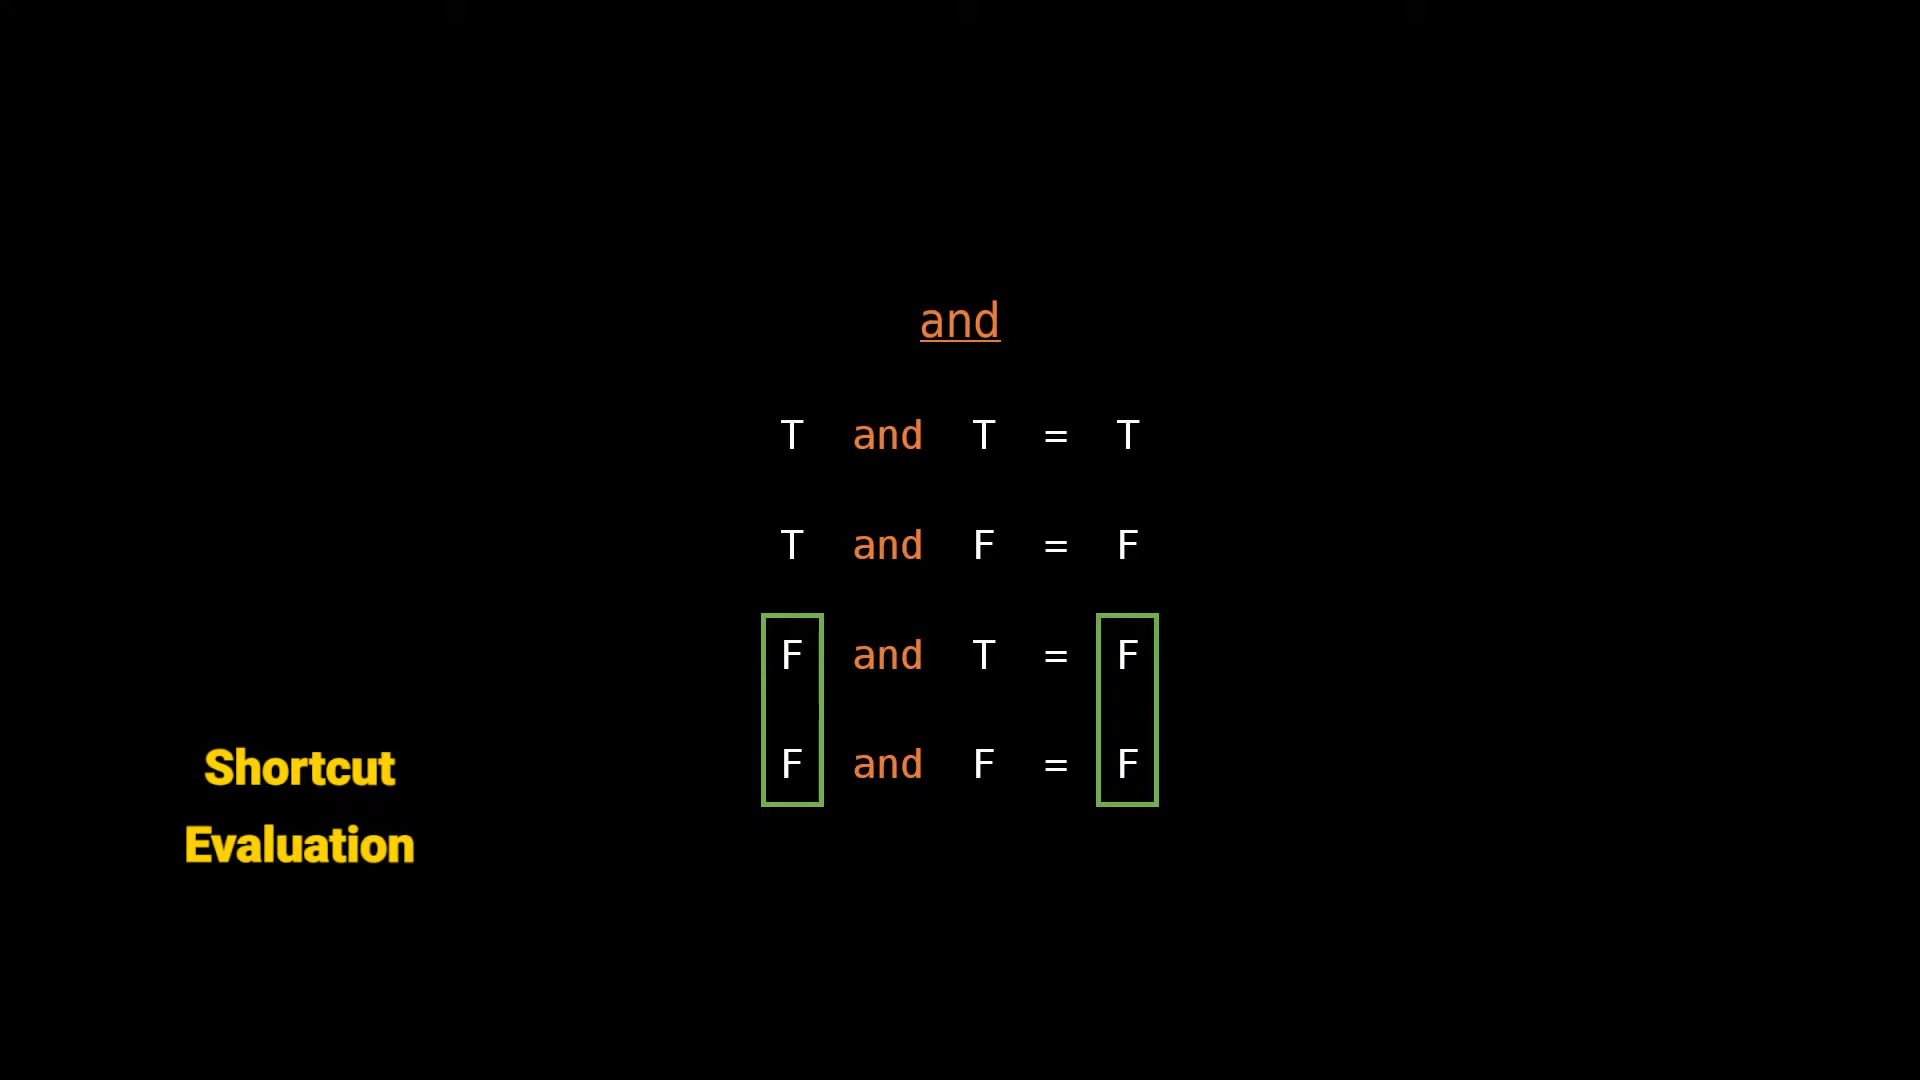 and
T and T = T
T and F = F
F and T = F
F and F = F
Shortcut
Evaluation